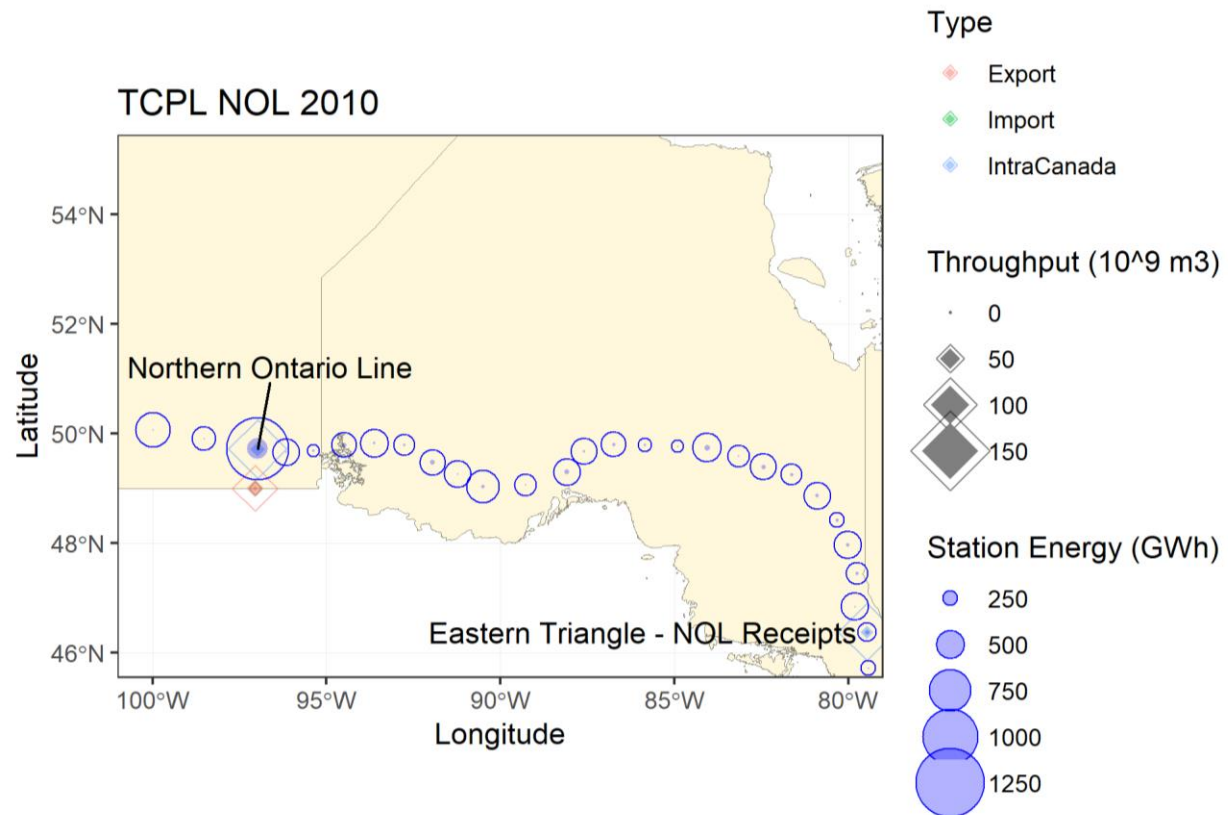 TCPL NOL 2010
54°N
52°N
50°N
48°N
46°N
Latitude
Northern Ontario Line
Eastern Triangle - NOL Receipts
100°W
95°W
90°W
85°W
80°W
Longitude
Type
Export
Import
IntraCanada
Throughput (10^9 m3)
0
50
100
150
Station Energy (GWh)
250
500
750
1000
1250